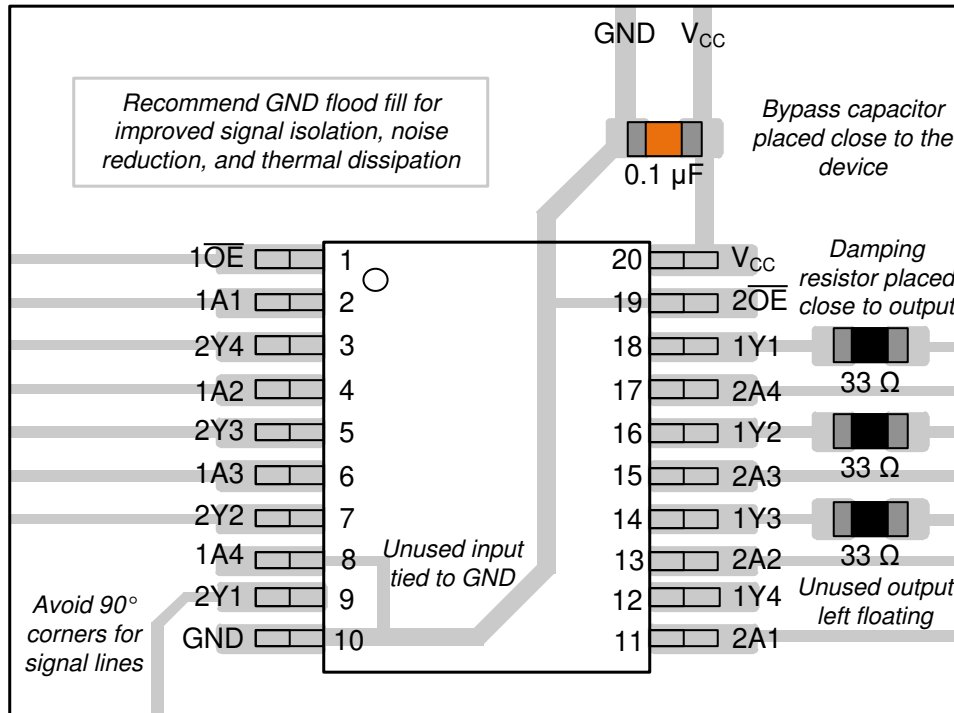 GND V_CC
Recommend GND flood fill for
improved signal isolation, noise
reduction, and thermal dissipation
Bypass capacitor
placed close to the
device
0.1 µF
1O̅E̅ 1 20 V_CC
Damping
resistor placed
close to output
1A1 2 19 2O̅E̅
2Y4 3 18 1Y1
33 Ω
1A2 4 17 2A4
2Y3 5 16 1Y2
33 Ω
1A3 6 15 2A3
2Y2 7 14 1Y3
33 Ω
1A4 8 13 2A2
Unused input
tied to GND
2Y1 9 12 1Y4
Unused output
left floating
GND 10 11 2A1
Avoid 90°
corners for
signal lines